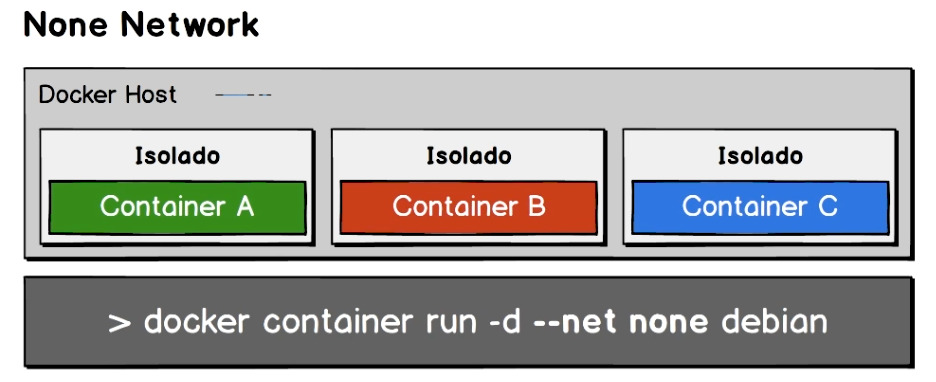 None Network
Docker Host
Isolado
Container A
Isolado
Container B
Isolado
Container C
> docker container run -d --net none debian